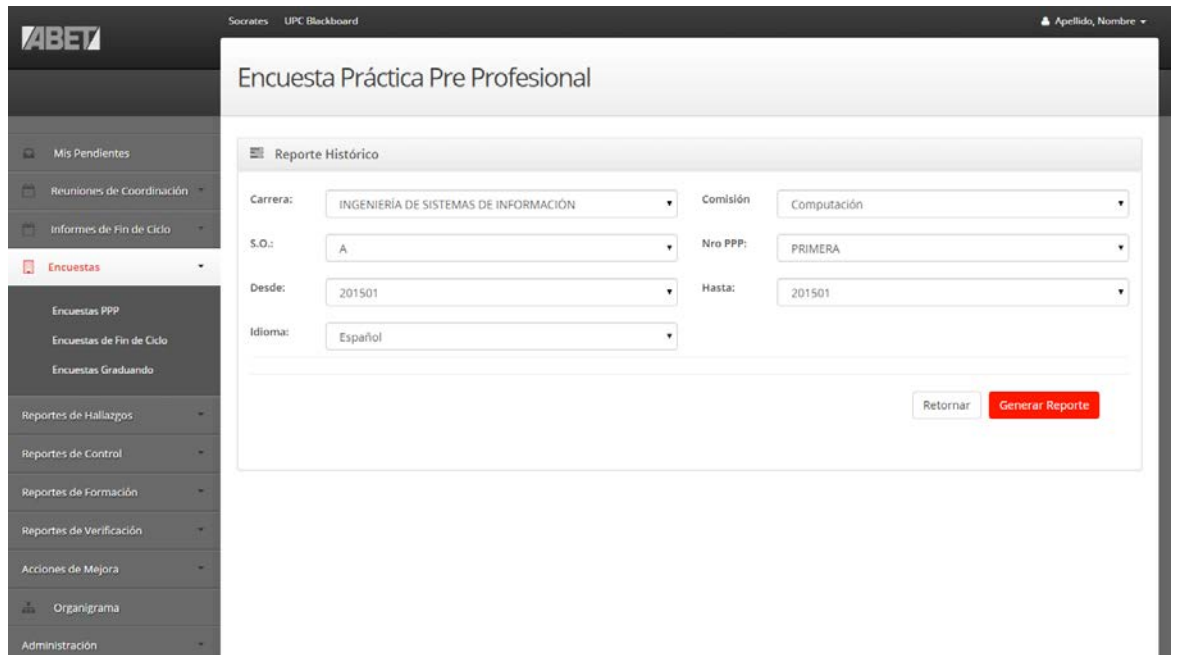 ABET
Socrates UPC Blackboard Apellido, Nombre
Encuesta Práctica Pre Profesional
Mis Pendientes
Reuniones de Coordinación
Informes de Fin de Ciclo
Encuestas
Encuestas PPP
Encuestas de Fin de Ciclo
Encuestas Graduando
Reportes de Hallazgos
Reportes de Control
Reportes de Formación
Reportes de Verificación
Acciones de Mejora
Organigrama
Administración
Reporte Histórico
Carrera: INGENIERÍA DE SISTEMAS DE INFORMACIÓN Comisión Computación
S.O.: A Nro PPP: PRIMERA
Desde: 201501 Hasta: 201501
Idioma: Español
Retornar Generar Reporte